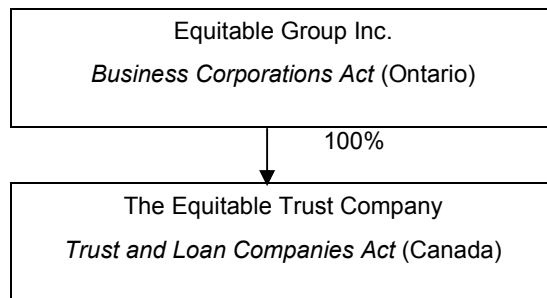 Equitable Group Inc.
Business Corporations Act (Ontario)
100%
The Equitable Trust Company
Trust and Loan Companies Act (Canada)